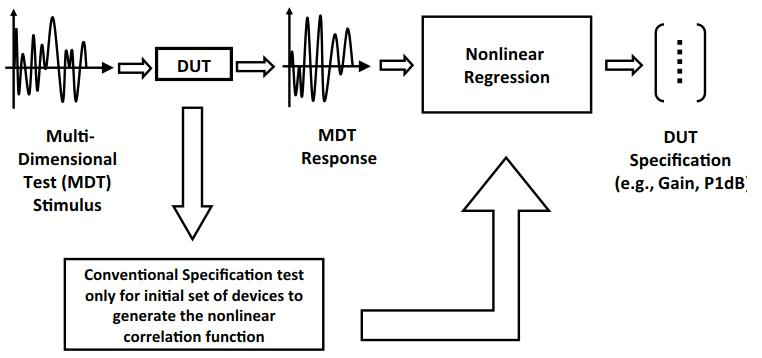 DUT
Nonlinear
Regression
Multi-
Dimensional
Test (MDT)
Stimulus
MDT
Response
DUT
Specification
(e.g., Gain, P1dB)
Conventional Specification test
only for initial set of devices to
generate the nonlinear
correlation function